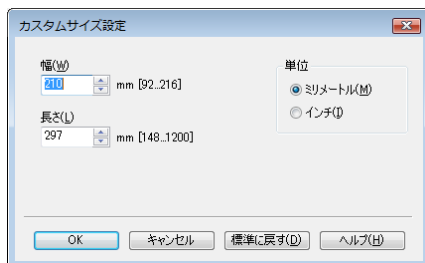 カスタムサイズ設定
幅(W)
210 mm [92...216]
長さ(L)
297 mm [148...1200]
単位
ミリメートル(M)
インチ(I)
OK キャンセル 標準に戻す(D) ヘルプ(H)